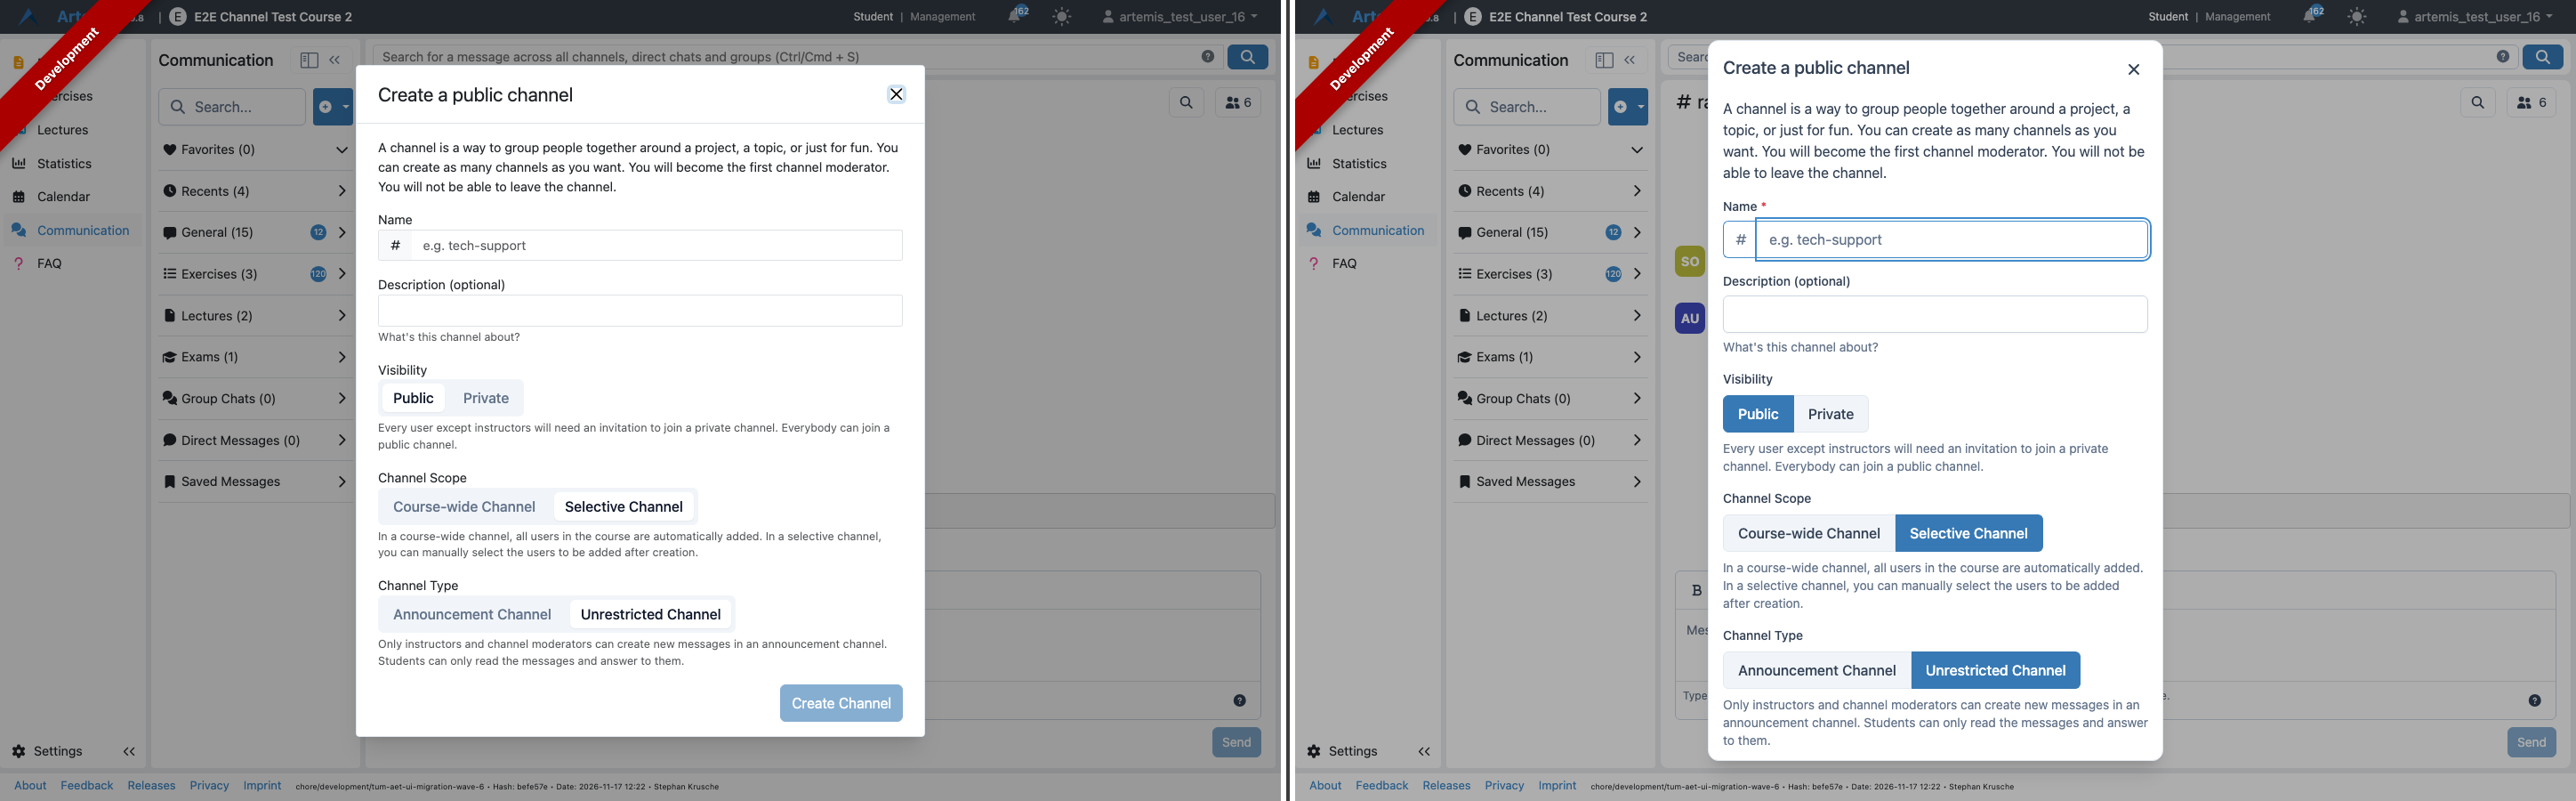 Development
Art
.8
E
E2E Channel Test Course 2
Student | Management
162
artemis_test_user_16
ercises
Lectures
Statistics
Calendar
Communication
FAQ
Settings
Communication
Search...
Favorites (0)
Recents (4)
General (15)
12
Exercises (3)
120
Lectures (2)
Exams (1)
Group Chats (0)
Direct Messages (0)
Saved Messages
Search for a message across all channels, direct chats and groups (Ctrl/Cmd + S)
6
Create a public channel
A channel is a way to group people together around a project, a topic, or just for fun. You
can create as many channels as you want. You will become the first channel moderator.
You will not be able to leave the channel.
Name
# e.g. tech-support
Description (optional)
What's this channel about?
Visibility
Public Private
Every user except instructors will need an invitation to join a private channel. Everybody can join a
public channel.
Channel Scope
Course-wide Channel Selective Channel
In a course-wide channel, all users in the course are automatically added. In a selective channel,
you can manually select the users to be added after creation.
Channel Type
Announcement Channel Unrestricted Channel
Only instructors and channel moderators can create new messages in an announcement channel.
Students can only read the messages and answer to them.
Create Channel
Send
About Feedback Releases Privacy Imprint chore/development/tum-aet-ui-migration-wave-6 • Hash: befe57e • Date: 2026-11-17 12:22 • Stephan Krusche
Development
Art
.8
E
E2E Channel Test Course 2
Student | Management
162
artemis_test_user_16
ercises
Lectures
Statistics
Calendar
Communication
FAQ
Settings
Communication
Search...
Favorites (0)
Recents (4)
General (15)
12
Exercises (3)
120
Lectures (2)
Exams (1)
Group Chats (0)
Direct Messages (0)
Saved Messages
Searc
# ra
6
SO
AU
B
Mes
Type
e.
Create a public channel
A channel is a way to group people together around a project, a
topic, or just for fun. You can create as many channels as you
want. You will become the first channel moderator. You will not be
able to leave the channel.
Name *
# e.g. tech-support
Description (optional)
What's this channel about?
Visibility
Public Private
Every user except instructors will need an invitation to join a private
channel. Everybody can join a public channel.
Channel Scope
Course-wide Channel Selective Channel
In a course-wide channel, all users in the course are automatically added.
In a selective channel, you can manually select the users to be added
after creation.
Channel Type
Announcement Channel Unrestricted Channel
Only instructors and channel moderators can create new messages in an
announcement channel. Students can only read the messages and answer
to them.
Send
About Feedback Releases Privacy Imprint chore/development/tum-aet-ui-migration-wave-6 • Hash: befe57e • Date: 2026-11-17 12:22 • Stephan Krusche